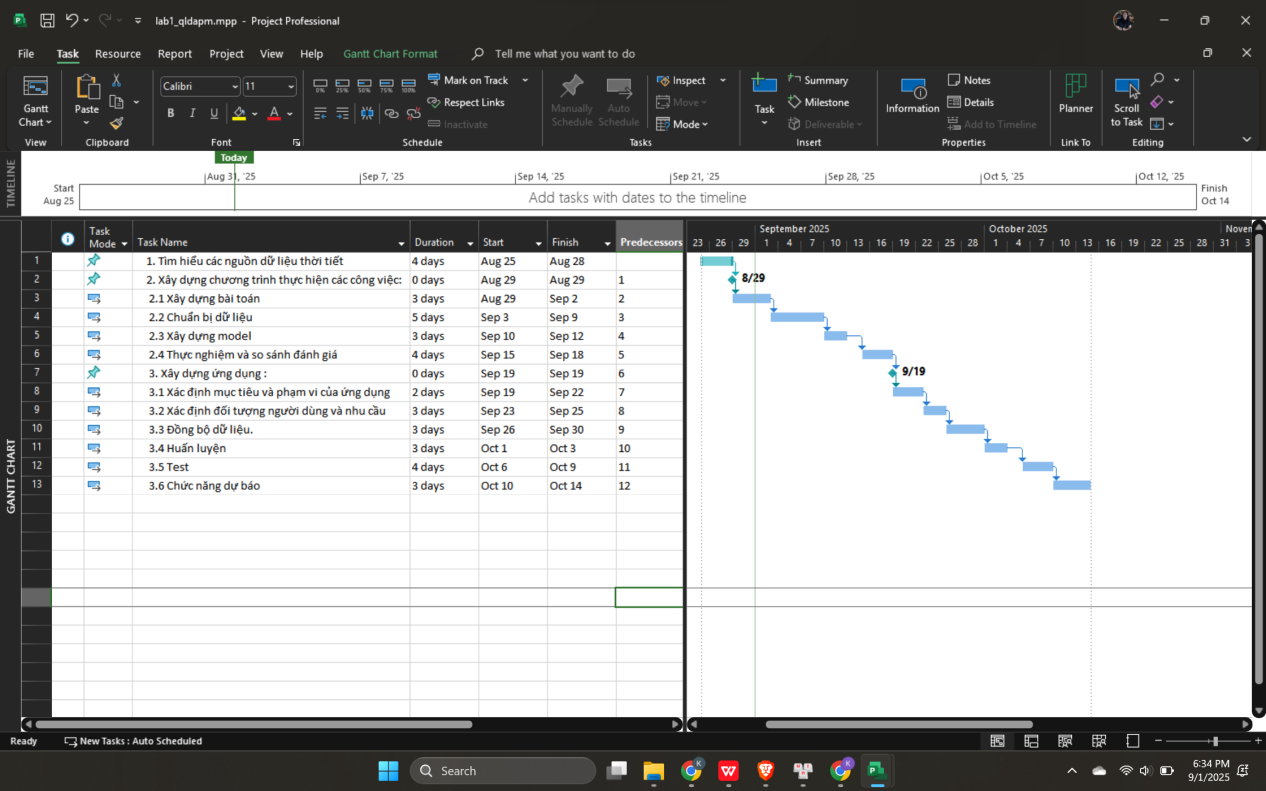 lab1_qldapm.mpp - Project Professional
File Task Resource Report Project View Help Gantt Chart Format Tell me what you want to do
Gantt Chart
View
Paste
Clipboard
Calibri 11
B I U A
Font
0% 25% 50% 75% 100%
Mark on Track
Respect Links
Inactivate
Schedule
Manually Schedule
Auto Schedule
Inspect
Move
Mode
Tasks
Task
Summary
Milestone
Deliverable
Insert
Information
Notes
Details
Add to Timeline
Properties
Planner
Link To
Scroll to Task
Editing
TIMELINE
Today
Aug 31, '25 Sep 7, '25 Sep 14, '25 Sep 21, '25 Sep 28, '25 Oct 5, '25 Oct 12, '25
Start
Aug 25
Add tasks with dates to the timeline
Finish
Oct 14
GANTT CHART
Task Mode Task Name Duration Start Finish Predecessors
1 1. Tìm hiểu các nguồn dữ liệu thời tiết 4 days Aug 25 Aug 28
2 2. Xây dựng chương trình thực hiện các công việc: 0 days Aug 29 Aug 29 1
3 2.1 Xây dựng bài toán 3 days Aug 29 Sep 2 2
4 2.2 Chuẩn bị dữ liệu 5 days Sep 3 Sep 9 3
5 2.3 Xây dựng model 3 days Sep 10 Sep 12 4
6 2.4 Thực nghiệm và so sánh đánh giá 4 days Sep 15 Sep 18 5
7 3. Xây dựng ứng dụng : 0 days Sep 19 Sep 19 6
8 3.1 Xác định mục tiêu và phạm vi của ứng dụng 2 days Sep 19 Sep 22 7
9 3.2 Xác định đối tượng người dùng và nhu cầu 3 days Sep 23 Sep 25 8
10 3.3 Đồng bộ dữ liệu. 3 days Sep 26 Sep 30 9
11 3.4 Huấn luyện 3 days Oct 1 Oct 3 10
12 3.5 Test 4 days Oct 6 Oct 9 11
13 3.6 Chức năng dự báo 3 days Oct 10 Oct 14 12
September 2025 October 2025 Nover
23 26 29 1 4 7 10 13 16 19 22 25 28 1 4 7 10 13 16 19 22 25 28 31 3
8/29
9/19
Ready New Tasks : Auto Scheduled
Search
6:34 PM
9/1/2025